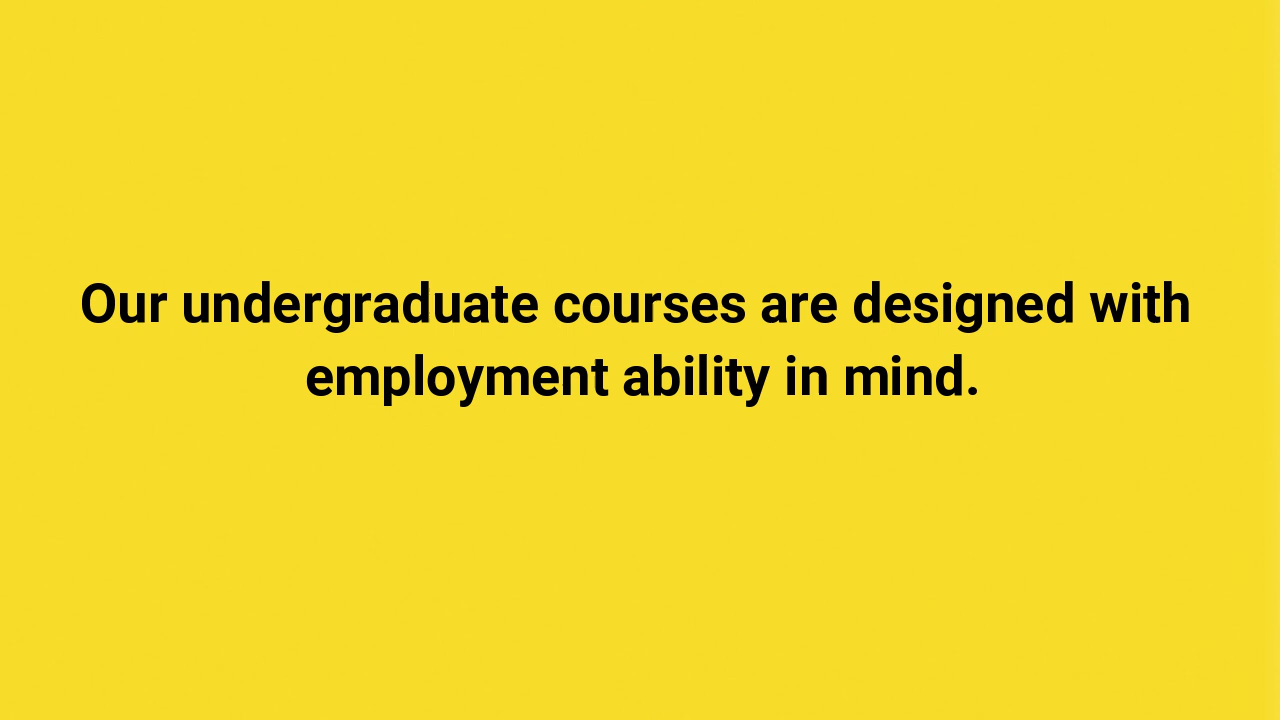 Our undergraduate courses are designed with
employment ability in mind.